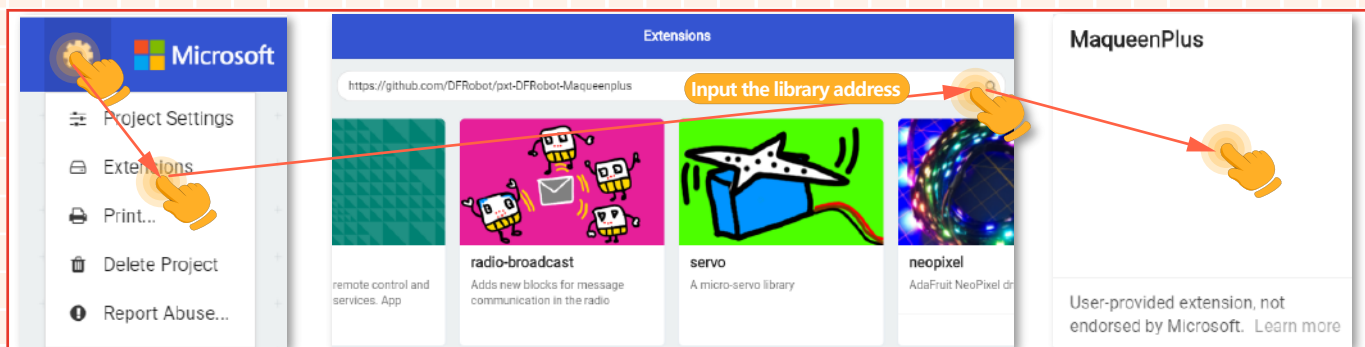 Microsoft
Project Settings
Extensions
Print...
Delete Project
Report Abuse...
Extensions
https://github.com/DFRobot/pxt-DFRobot-Maqueenplus
Input the library address
remote control and
services. App
radio-broadcast
Adds new blocks for message
communication in the radio
servo
A micro-servo library
neopixel
AdaFruit NeoPixel dr
MaqueenPlus
User-provided extension, not
endorsed by Microsoft. Learn more